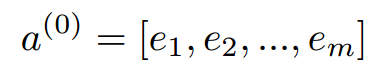 a^{(0)} = [e_1, e_2, ..., e_m]